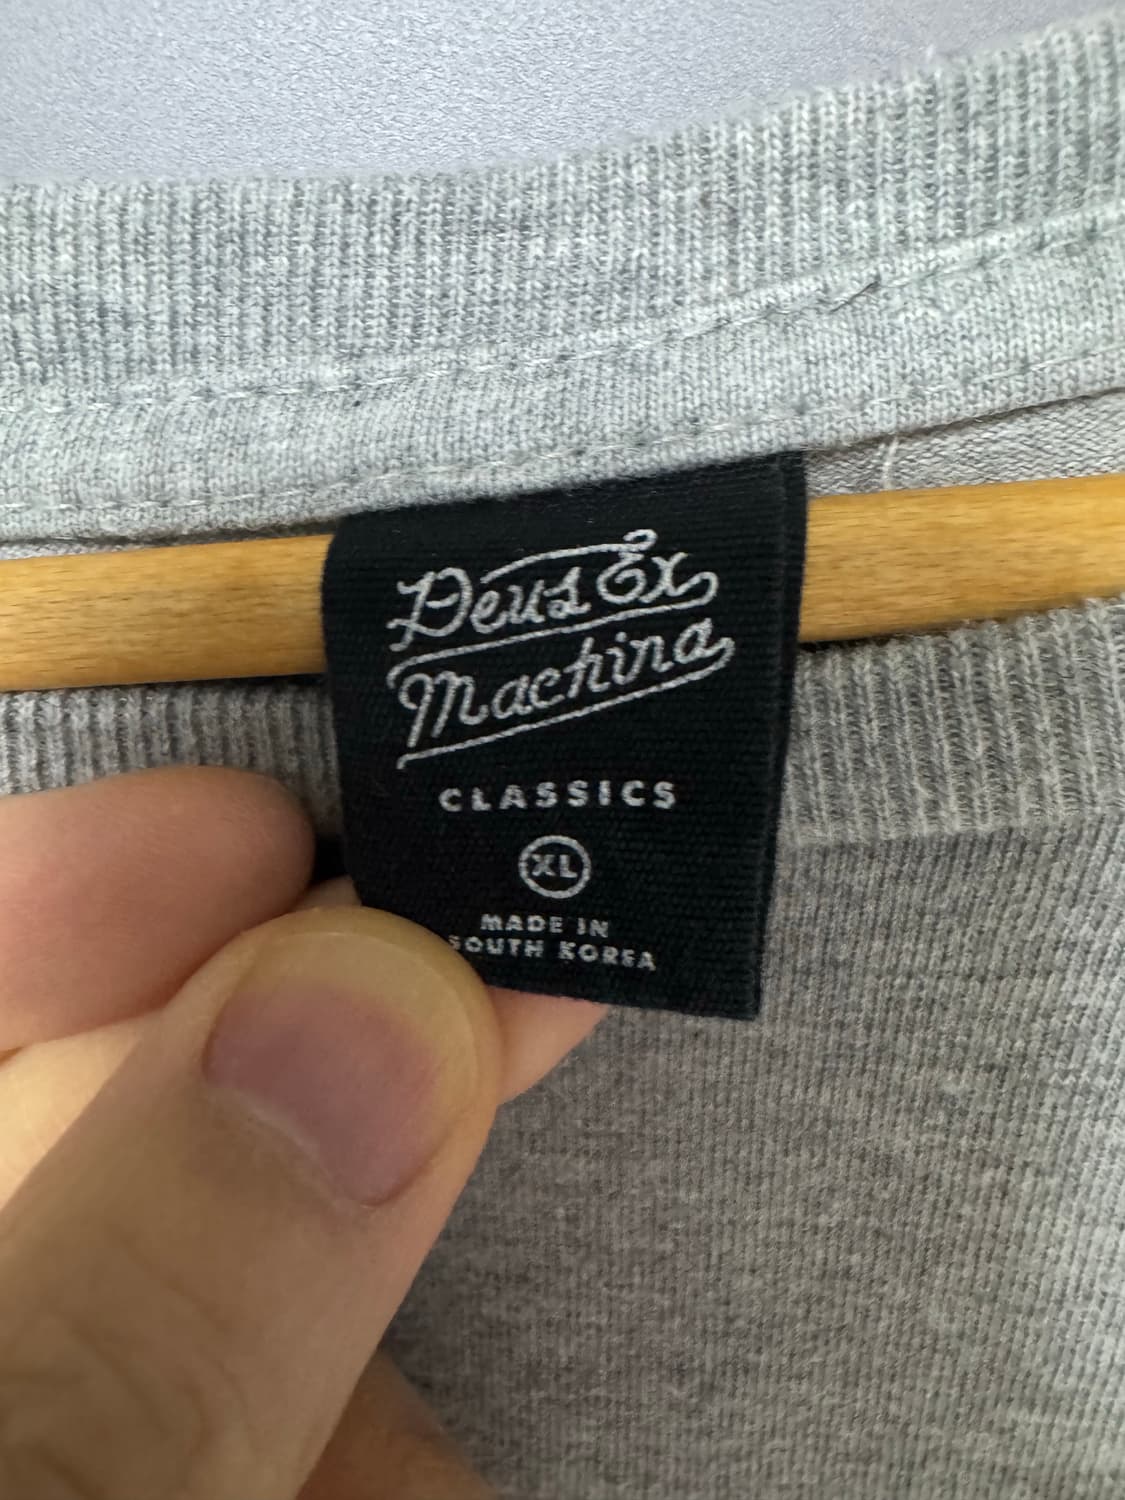 Deus Ex
Machina
CLASSICS
XL
MADE IN
SOUTH KOREA